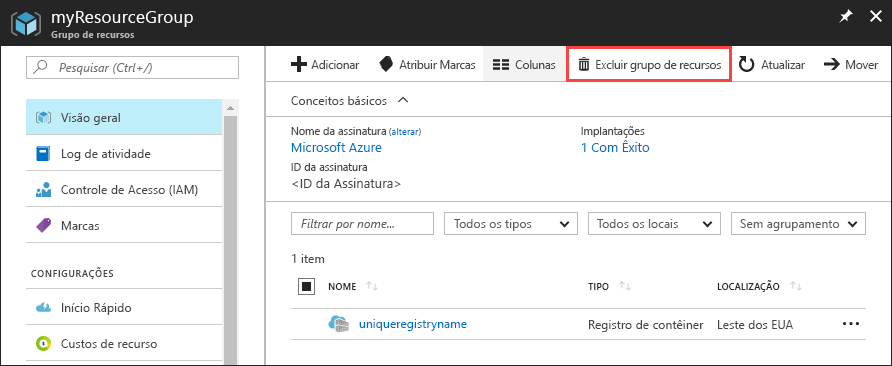 myResourceGroup
Grupo de recursos
Pesquisar (Ctrl+/)
Visão geral
Log de atividade
Controle de Acesso (IAM)
Marcas
CONFIGURAÇÕES
Início Rápido
Custos de recurso
Adicionar Atribuir Marcas Colunas Excluir grupo de recursos Atualizar Mover
Conceitos básicos
Nome da assinatura (alterar) Implantações
Microsoft Azure 1 Com Êxito
ID da assinatura
<ID da Assinatura>
Filtrar por nome... Todos os tipos Todos os locais Sem agrupamento
1 item
NOME TIPO LOCALIZAÇÃO
uniqueregistryname Registro de contêiner Leste dos EUA